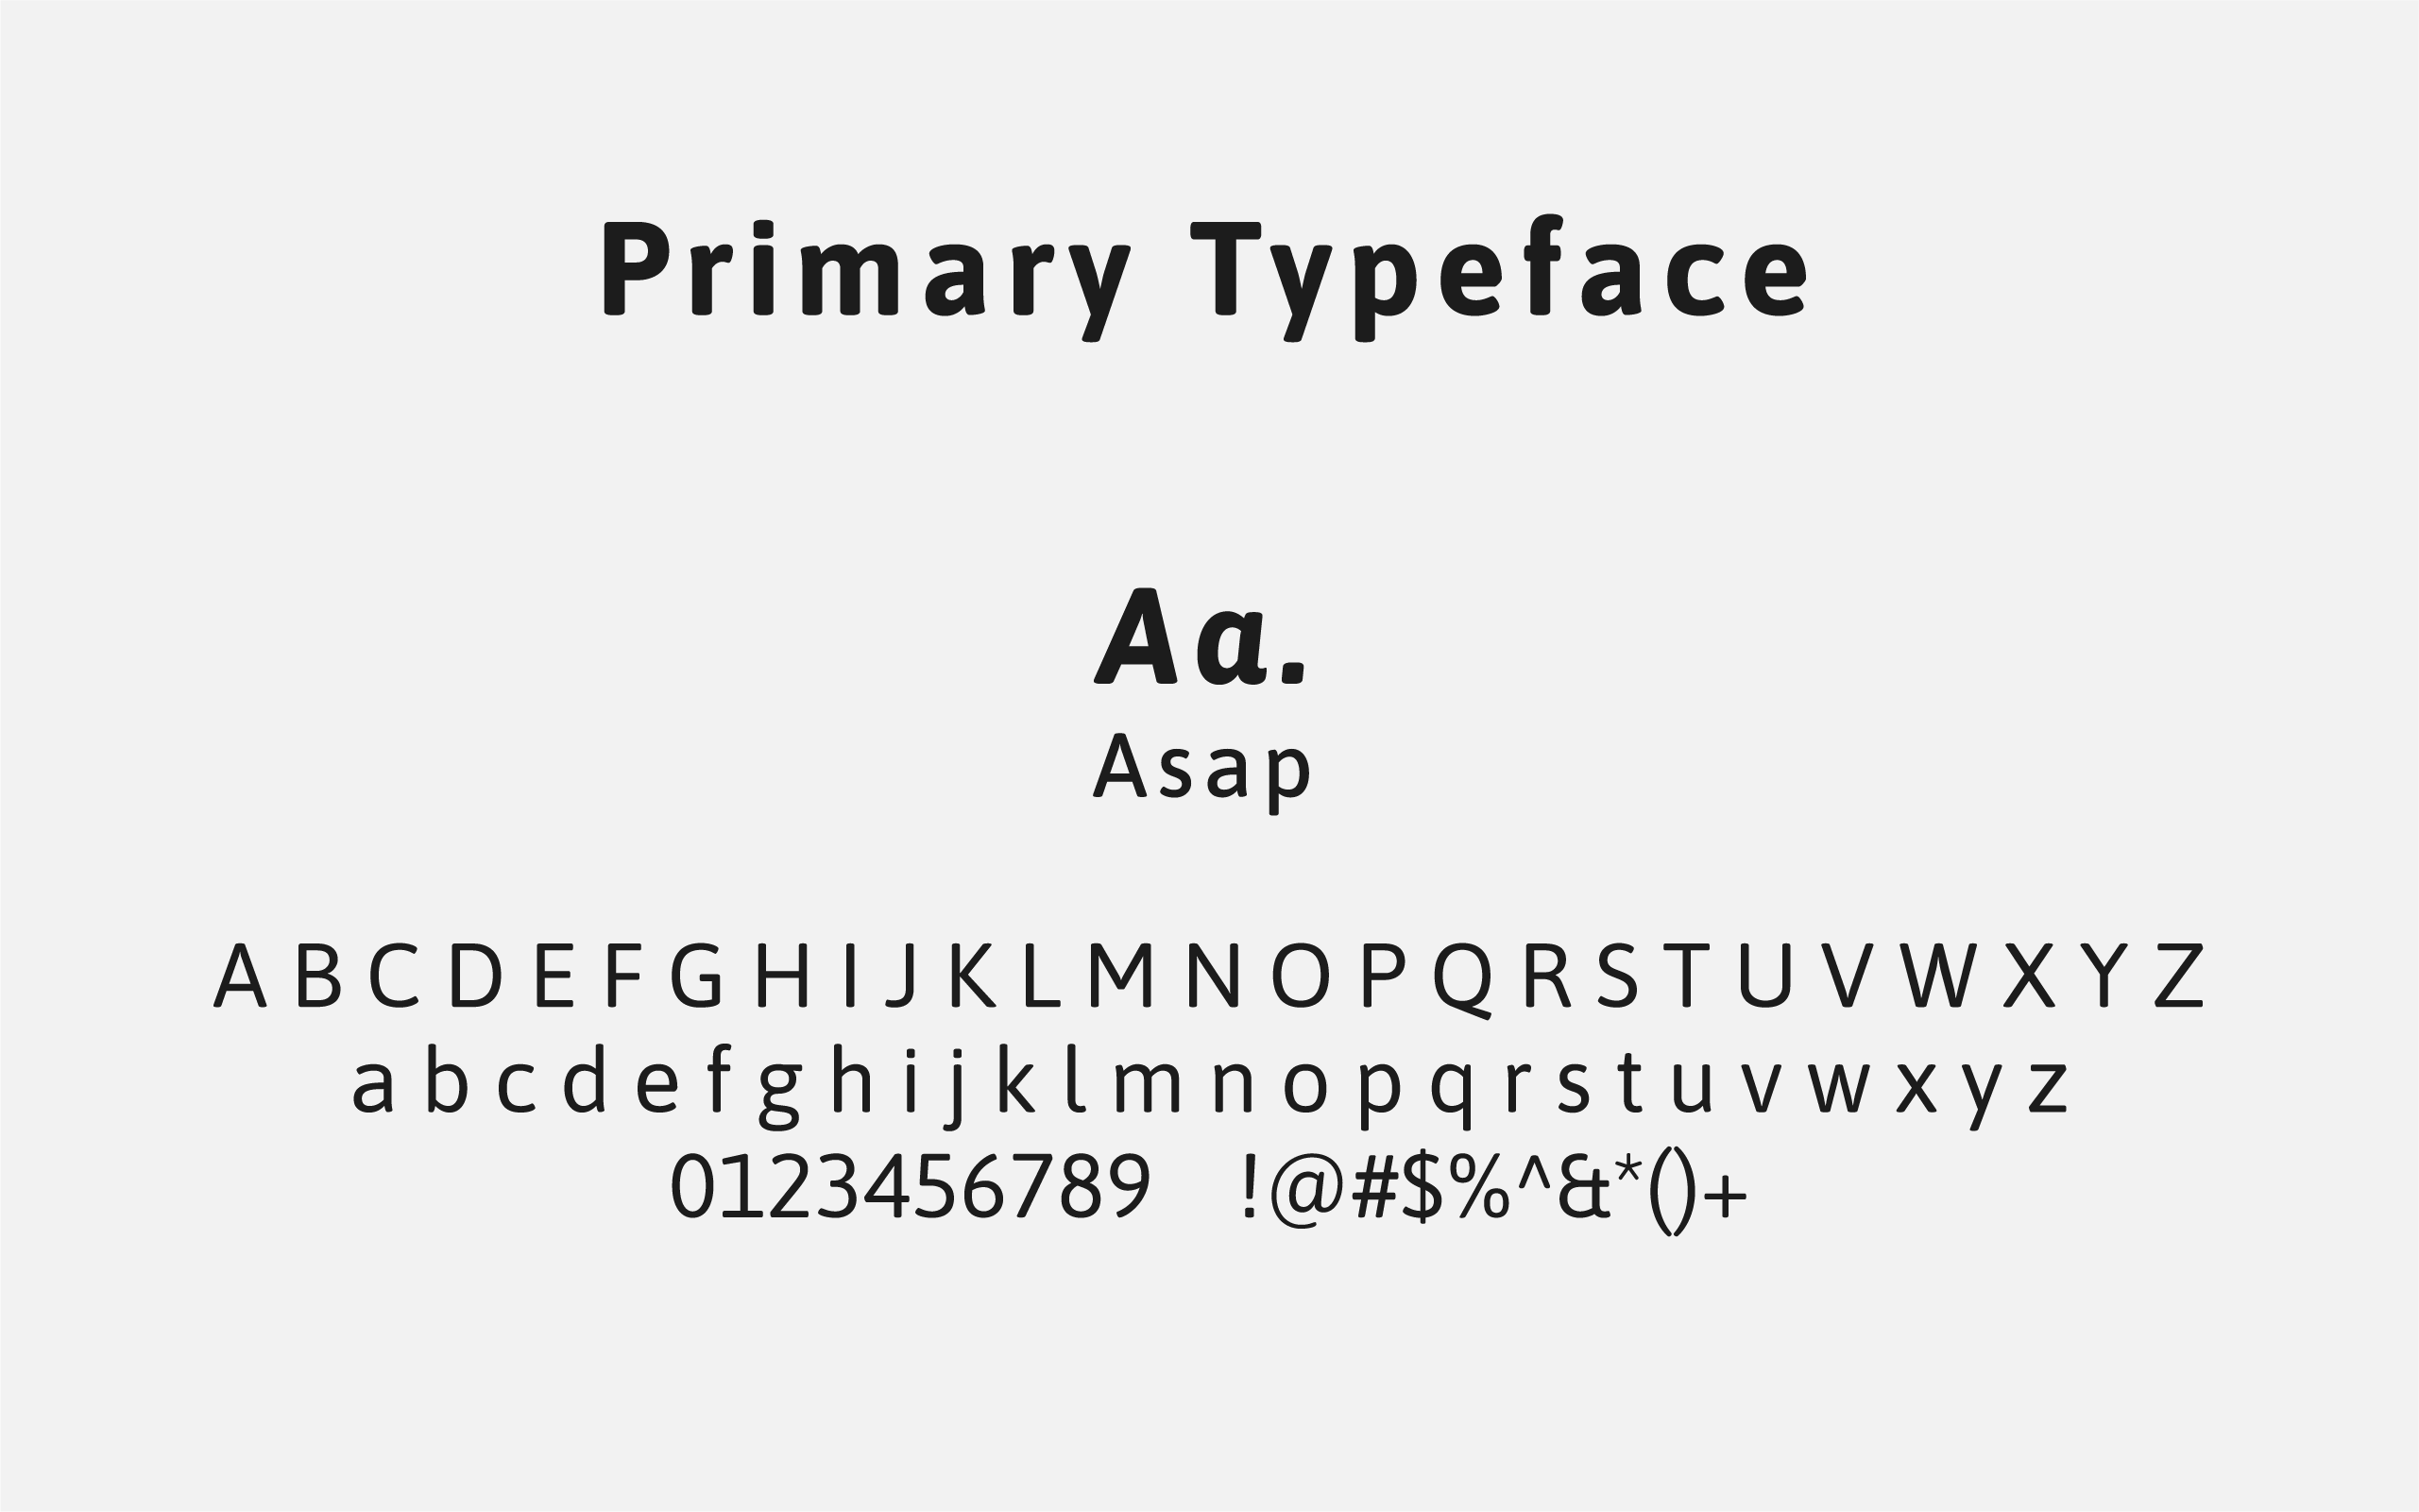 Primary Typeface
Aa.
Asap
A B C D E F G H I J K L M N O P Q R S T U V W X Y Z
a b c d e f g h i j k l m n o p q r s t u v w x y z
0123456789 !@#$%^&*()+